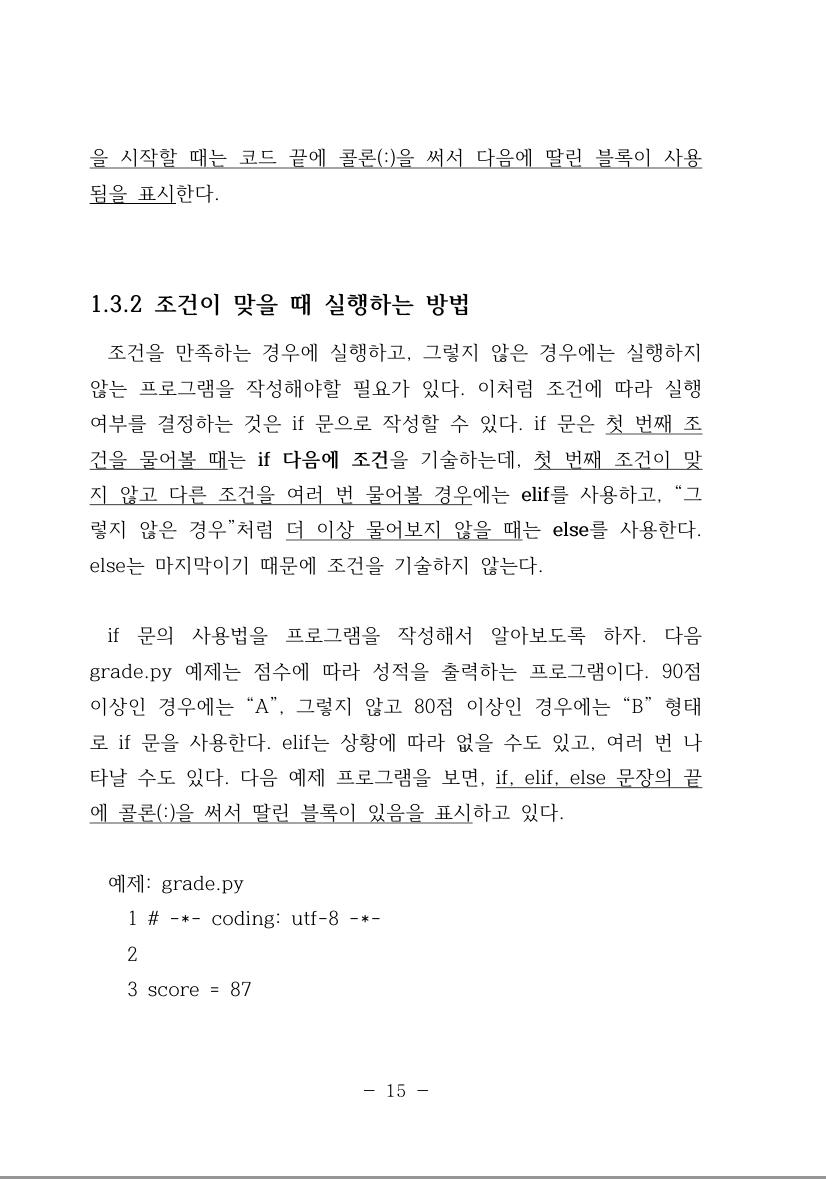 을 시작할 때는 코드 끝에 콜론(:)을 써서 다음에 딸린 블록이 사용
됨을 표시한다.
1.3.2 조건이 맞을 때 실행하는 방법
조건을 만족하는 경우에 실행하고, 그렇지 않은 경우에는 실행하지
않는 프로그램을 작성해야할 필요가 있다. 이처럼 조건에 따라 실행
여부를 결정하는 것은 if 문으로 작성할 수 있다. if 문은 첫 번째 조
건을 물어볼 때는 if 다음에 조건을 기술하는데, 첫 번째 조건이 맞
지 않고 다른 조건을 여러 번 물어볼 경우에는 elif를 사용하고, “그
렇지 않은 경우”처럼 더 이상 물어보지 않을 때는 else를 사용한다.
else는 마지막이기 때문에 조건을 기술하지 않는다.
if 문의 사용법을 프로그램을 작성해서 알아보도록 하자. 다음
grade.py 예제는 점수에 따라 성적을 출력하는 프로그램이다. 90점
이상인 경우에는 “A”, 그렇지 않고 80점 이상인 경우에는 “B” 형태
로 if 문을 사용한다. elif는 상황에 따라 없을 수도 있고, 여러 번 나
타날 수도 있다. 다음 예제 프로그램을 보면, if, elif, else 문장의 끝
에 콜론(:)을 써서 딸린 블록이 있음을 표시하고 있다.
예제: grade.py
1 # -*- coding: utf-8 -*-
2
3 score = 87
- 15 -